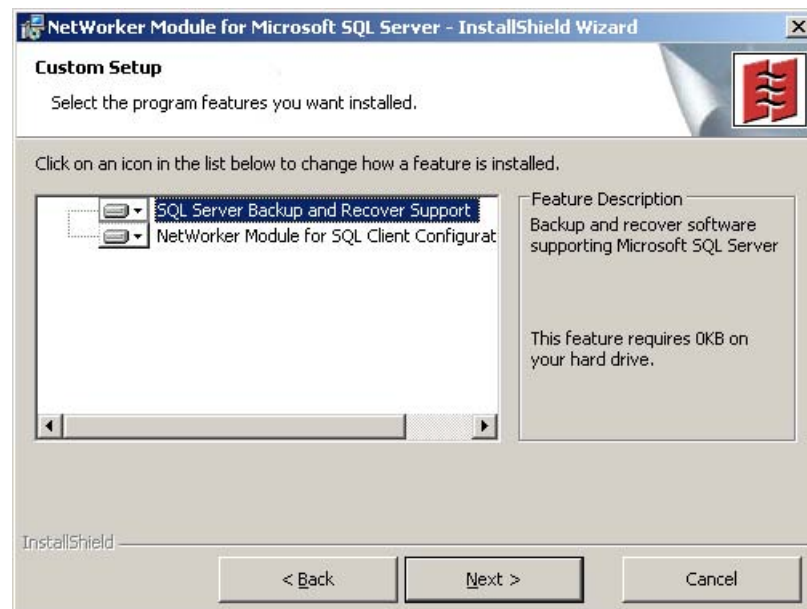 NetWorker Module for Microsoft SQL Server - InstallShield Wizard
Custom Setup
Select the program features you want installed.
Click on an icon in the list below to change how a feature is installed.
SQL Server Backup and Recover Support
NetWorker Module for SQL Client Configurat
Feature Description
Backup and recover software
supporting Microsoft SQL Server
This feature requires 0KB on
your hard drive.
InstallShield
< Back
Next >
Cancel